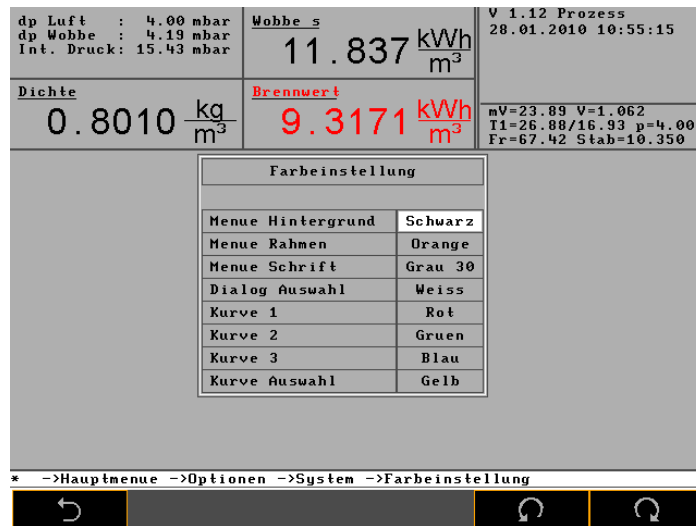 dp Luft : 4.00 mbar
dp Wobbe : 4.19 mbar
Int. Druck: 15.43 mbar
Wobbe s
11.837 kWh/m³
V 1.12 Prozess
28.01.2010 10:55:15
Dichte
0.8010 kg/m³
Brennwert
9.3171 kWh/m³
mV=23.89 V=1.062
T1=26.88/16.93 p=4.00
Fr=67.42 Stab=10.350
Farbeinstellung
Menue Hintergrund Schwarz
Menue Rahmen Orange
Menue Schrift Grau 30
Dialog Auswahl Weiss
Kurve 1 Rot
Kurve 2 Gruen
Kurve 3 Blau
Kurve Auswahl Gelb
* ->Hauptmenue ->Optionen ->System ->Farbeinstellung